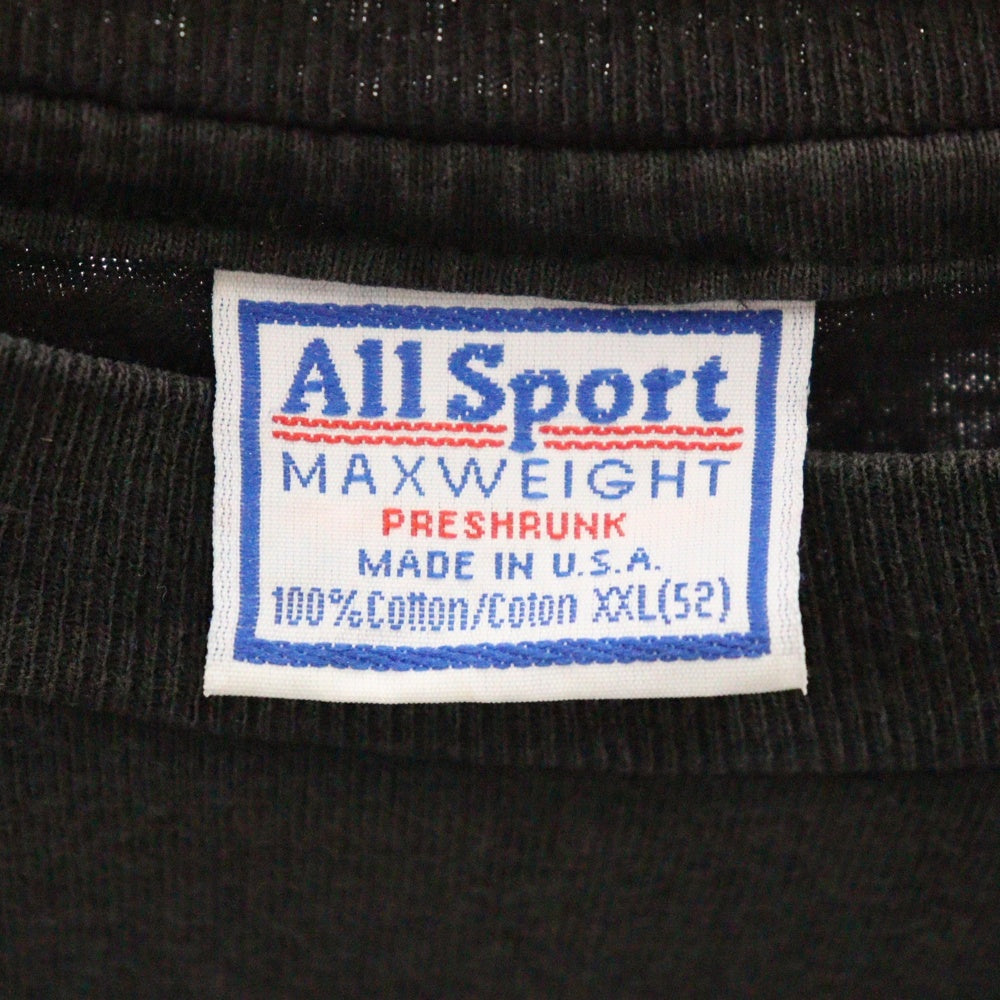 All Sport
MAXWEIGHT
PRESHRUNK
MADE IN U.S.A.
100% Cotton/Coton XXL(52)